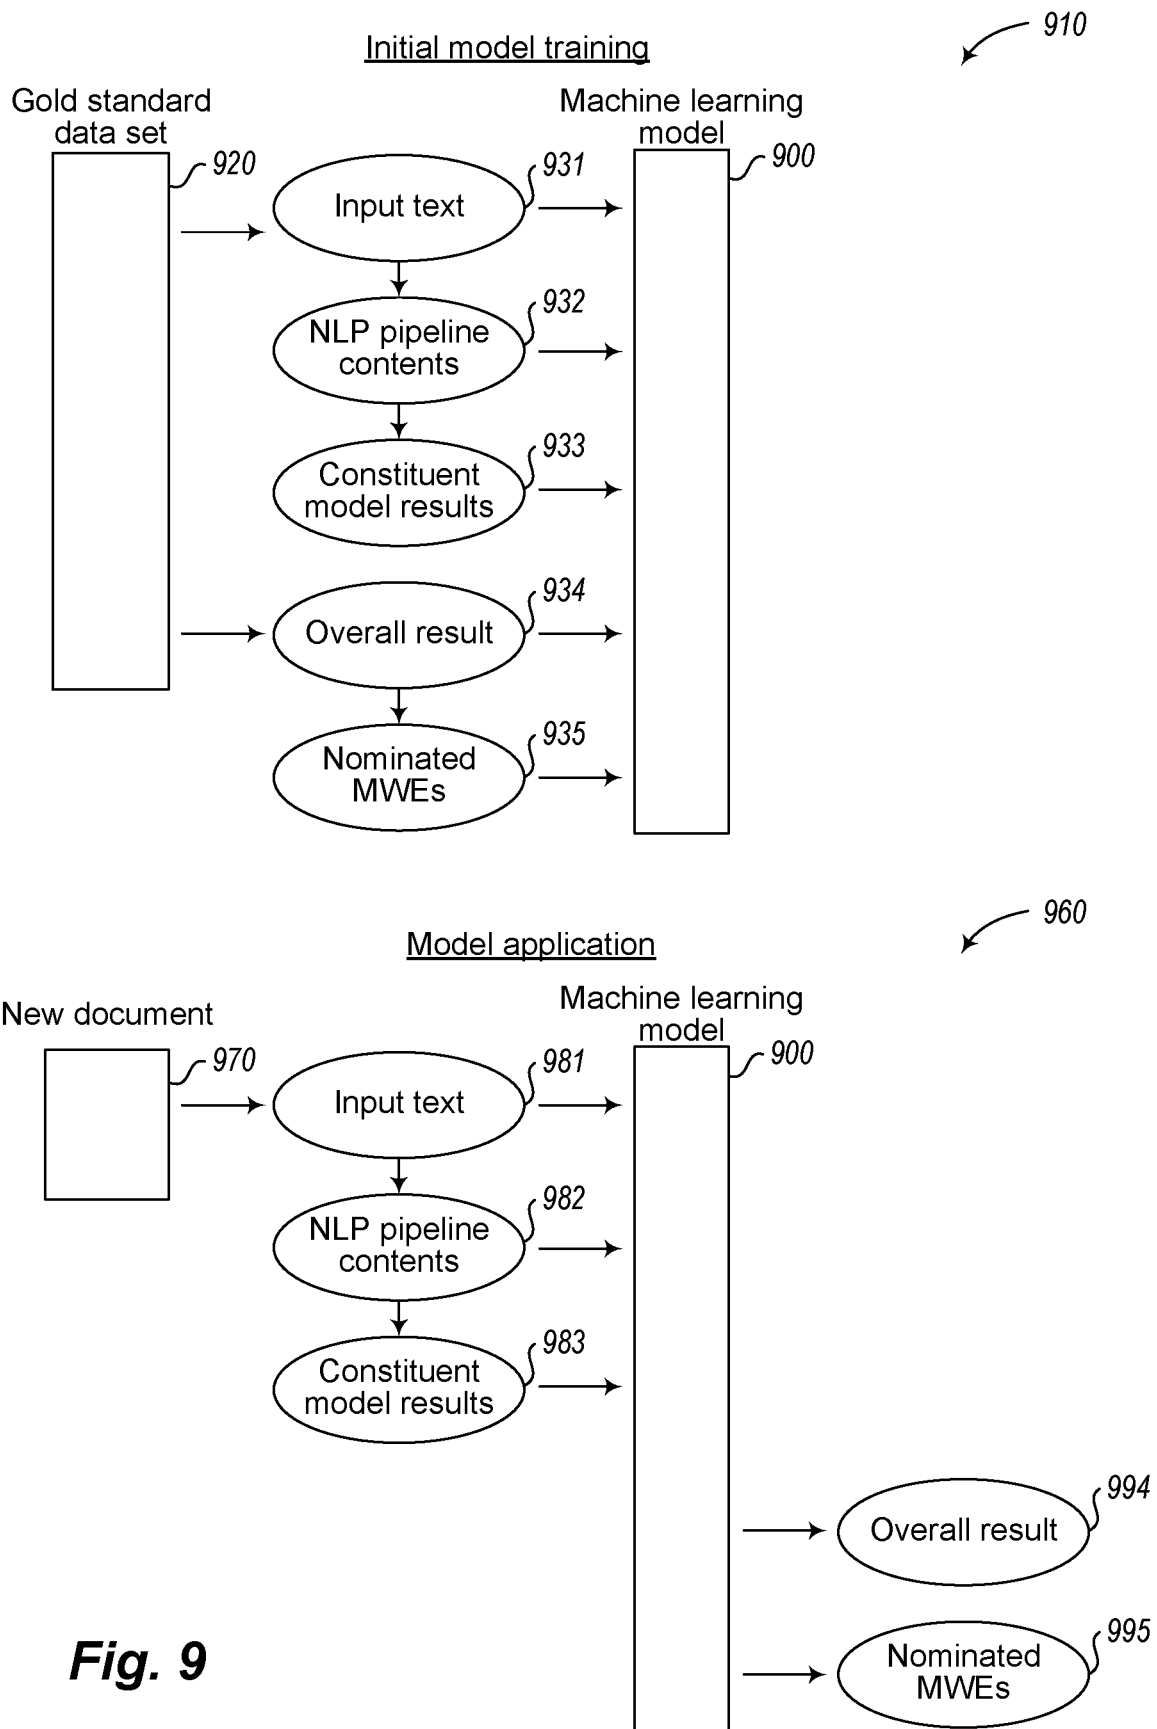 910
Initial model training
Gold standard
data set
Machine learning
model
920
931
900
Input text
932
NLP pipeline
contents
933
Constituent
model results
934
Overall result
935
Nominated
MWEs
960
Model application
New document
Machine learning
model
970
981
900
Input text
982
NLP pipeline
contents
983
Constituent
model results
994
Overall result
995
Nominated
MWEs
Fig. 9